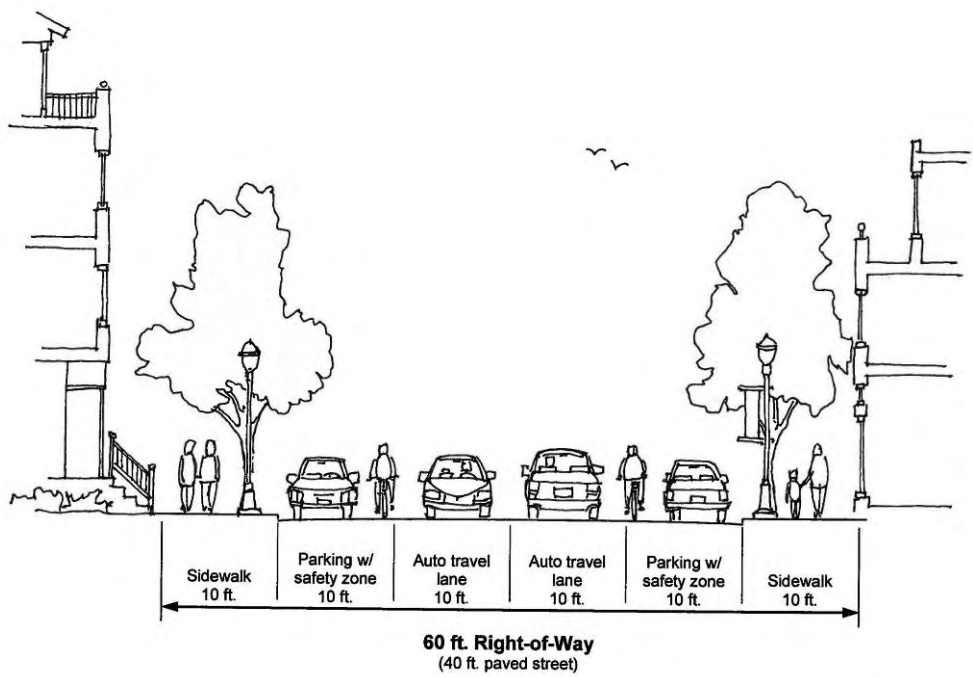 Sidewalk
10 ft.
Parking w/
safety zone
10 ft.
Auto travel
lane
10 ft.
Auto travel
lane
10 ft.
Parking w/
safety zone
10 ft.
Sidewalk
10 ft.
60 ft. Right-of-Way
(40 ft. paved street)